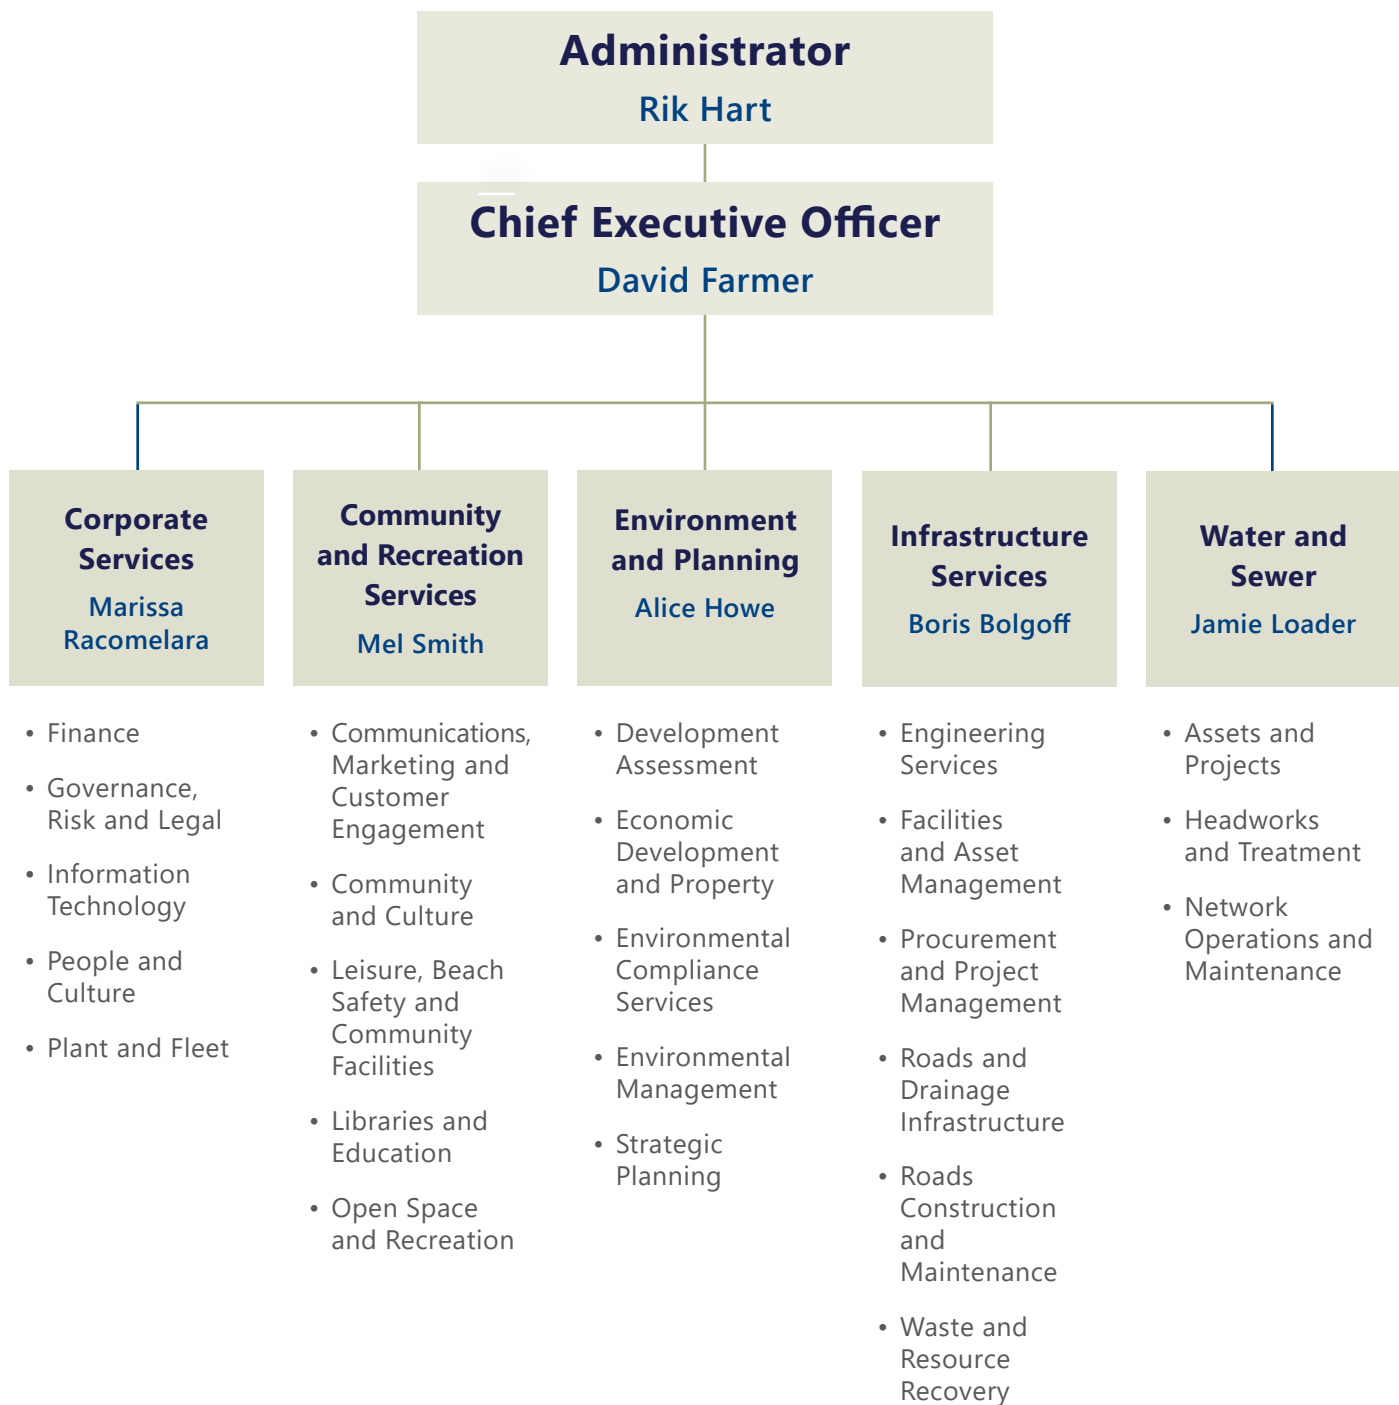 Administrator
Rik Hart
Chief Executive Officer
David Farmer
Corporate
Services
Marissa
Racomelara
• Finance
• Governance,
Risk and Legal
• Information
Technology
• People and
Culture
• Plant and Fleet
Community
and Recreation
Services
Mel Smith
• Communications,
Marketing and
Customer
Engagement
• Community
and Culture
• Leisure, Beach
Safety and
Community
Facilities
• Libraries and
Education
• Open Space
and Recreation
Environment
and Planning
Alice Howe
• Development
Assessment
• Economic
Development
and Property
• Environmental
Compliance
Services
• Environmental
Management
• Strategic
Planning
Infrastructure
Services
Boris Bolgoff
• Engineering
Services
• Facilities
and Asset
Management
• Procurement
and Project
Management
• Roads and
Drainage
Infrastructure
• Roads
Construction
and
Maintenance
• Waste and
Resource
Recovery
Water and
Sewer
Jamie Loader
• Assets and
Projects
• Headworks
and Treatment
• Network
Operations and
Maintenance